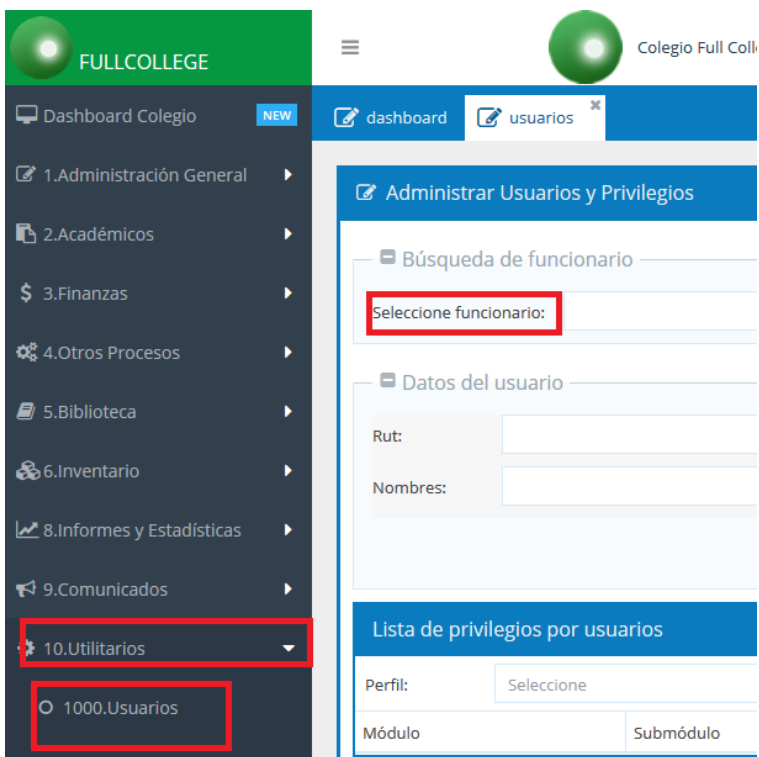 FULLCOLLEGE
Dashboard Colegio NEW
1.Administración General
2.Académicos
3.Finanzas
4.Otros Procesos
5.Biblioteca
6.Inventario
8.Informes y Estadísticas
9.Comunicados
10.Utilitarios
1000.Usuarios
Colegio Full Coll
dashboard
usuarios
Administrar Usuarios y Privilegios
Búsqueda de funcionario
Seleccione funcionario:
Datos del usuario
Rut:
Nombres:
Lista de privilegios por usuarios
Perfil: Seleccione
Módulo Submódulo